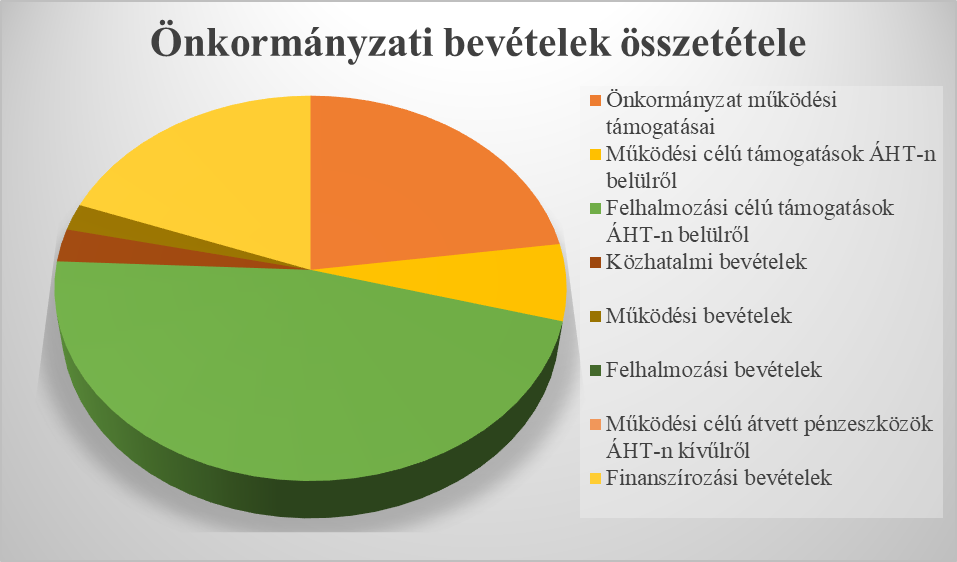 Önkormányzati bevételek összetétele
Önkormányzat működési
támogatásai
Működési célú támogatások ÁHT-n
belülről
Felhalmozási célú támogatások
ÁHT-n belülről
Közhatalmi bevételek
Működési bevételek
Felhalmozási bevételek
Működési célú átvett pénzeszközök
ÁHT-n kívűlről
Finanszírozási bevételek